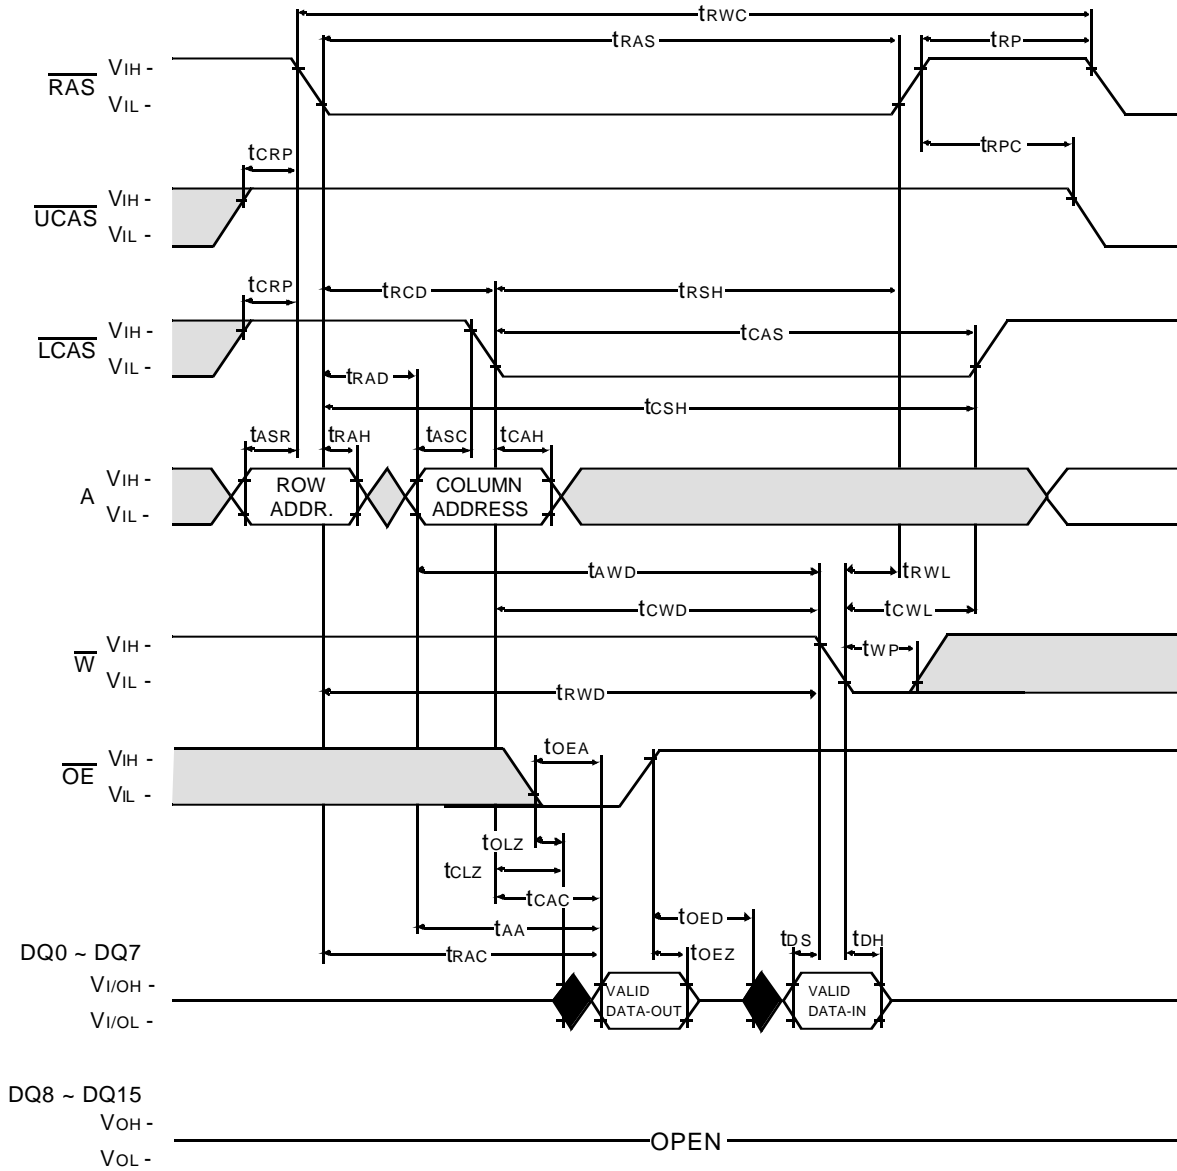 tRWC
tRAS
tRP
RAS
VIH -
VIL -
tCRP
tRPC
UCAS
VIH -
VIL -
tCRP
tRCD
tRSH
LCAS
VIH -
VIL -
tCAS
tRAD
tCSH
tASR
tRAH
tASC
tCAH
A
VIH -
VIL -
ROW
ADDR.
COLUMN
ADDRESS
tAWD
tRWL
tCWD
tCWL
W
VIH -
VIL -
tWP
tRWD
OE
VIH -
VIL -
tOEA
tOLZ
tCLZ
tCAC
tOED
tAA
tDS
tDH
tRAC
tOEZ
DQ0 ~ DQ7
VI/OH -
VI/OL -
VALID
DATA-OUT
VALID
DATA-IN
DQ8 ~ DQ15
VOH -
VOL -
OPEN